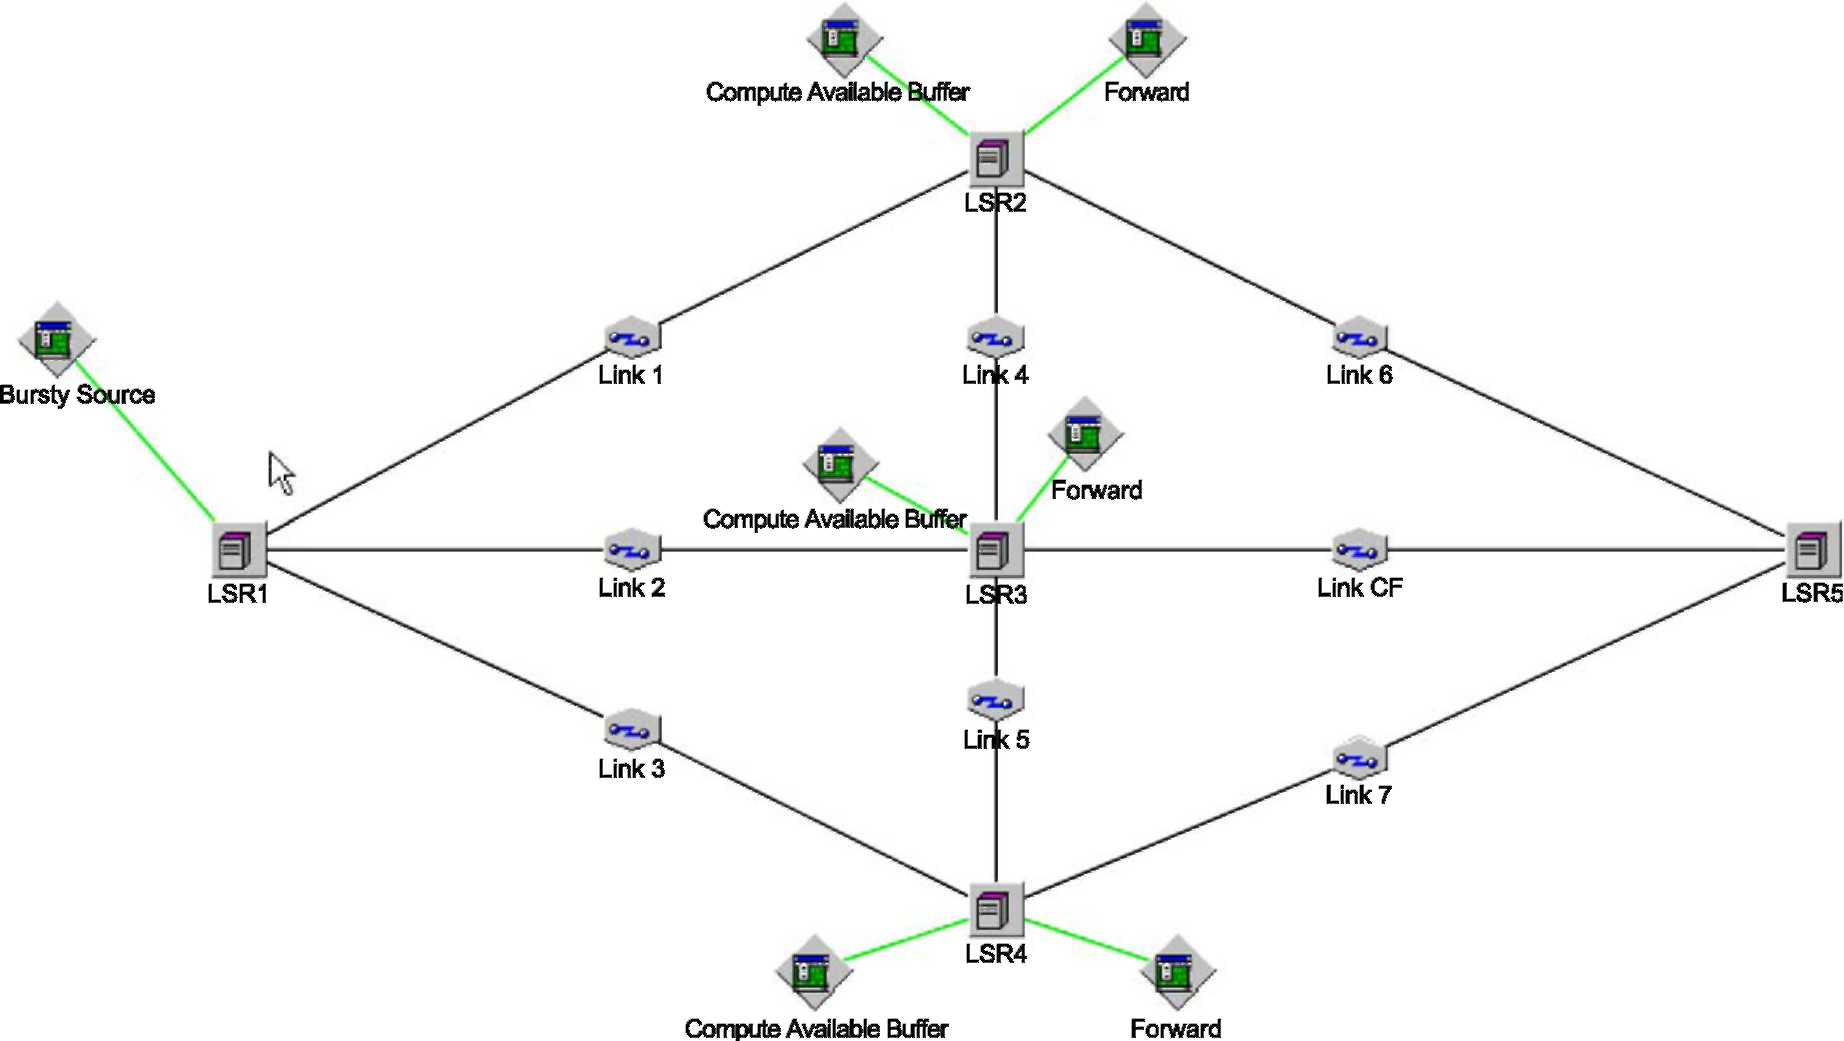 Compute Available Buffer
Forward
LSR2
Bursty Source
Link 1
Link 4
Link 6
Forward
Compute Available Buffer
LSR1
Link 2
LSR3
Link CF
LSR5
Link 3
Link 5
Link 7
LSR4
Compute Available Buffer
Forward